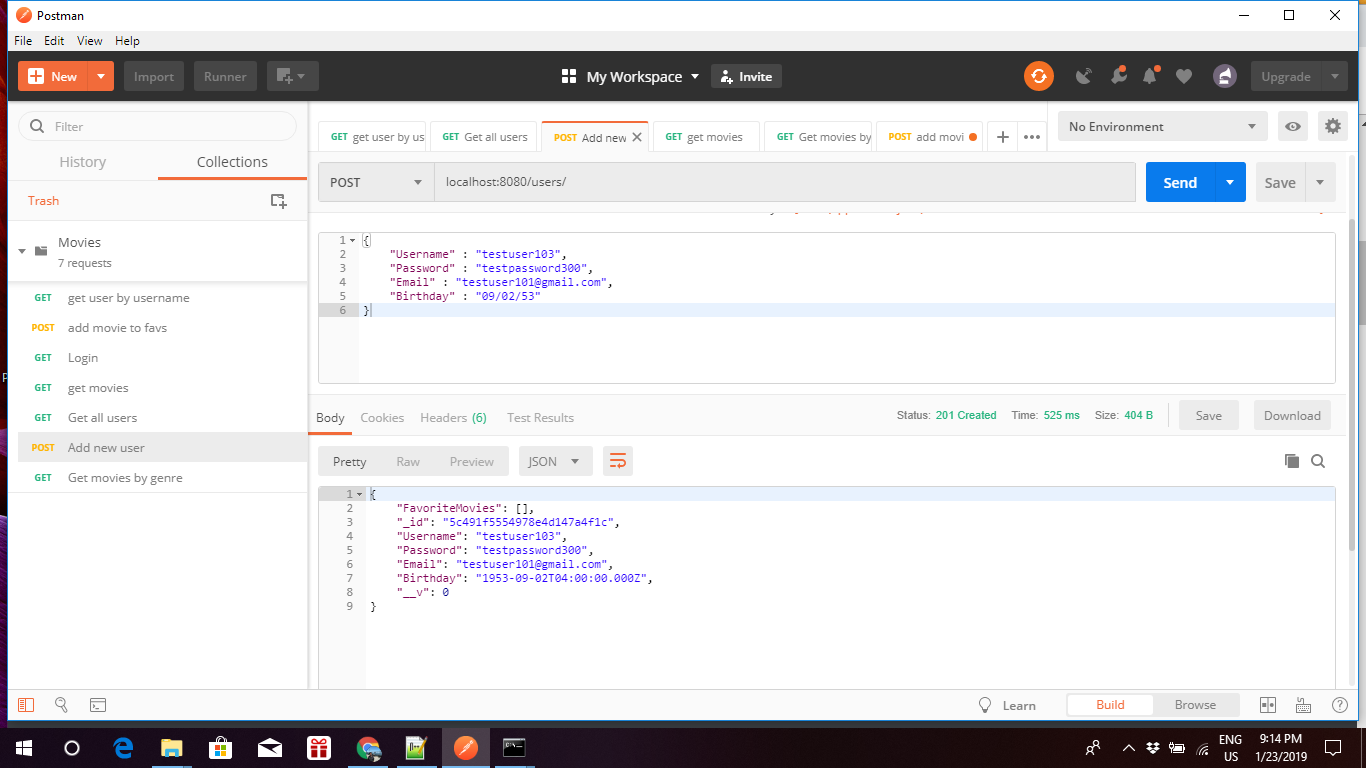 Postman
File Edit View Help
New Import Runner My Workspace Invite Upgrade
Filter
History Collections
Trash
Movies
7 requests
GET get user by username
POST add movie to favs
GET Login
GET get movies
GET Get all users
POST Add new user
GET Get movies by genre
GET get user by us GET Get all users POST Add new GET get movies GET Get movies by POST add movi
No Environment
POST localhost:8080/users/ Send Save
1 {
2 "Username" : "testuser103",
3 "Password" : "testpassword300",
4 "Email" : "testuser101@gmail.com",
5 "Birthday" : "09/02/53"
6 }
Body Cookies Headers (6) Test Results Status: 201 Created Time: 525 ms Size: 404 B Save Download
Pretty Raw Preview JSON
1 {
2 "FavoriteMovies": [],
3 "_id": "5c491f5554978e4d147a4f1c",
4 "Username": "testuser103",
5 "Password": "testpassword300",
6 "Email": "testuser101@gmail.com",
7 "Birthday": "1953-09-02T04:00:00.000Z",
8 "__v": 0
9 }
Learn Build Browse
ENG 9:14 PM
US 1/23/2019